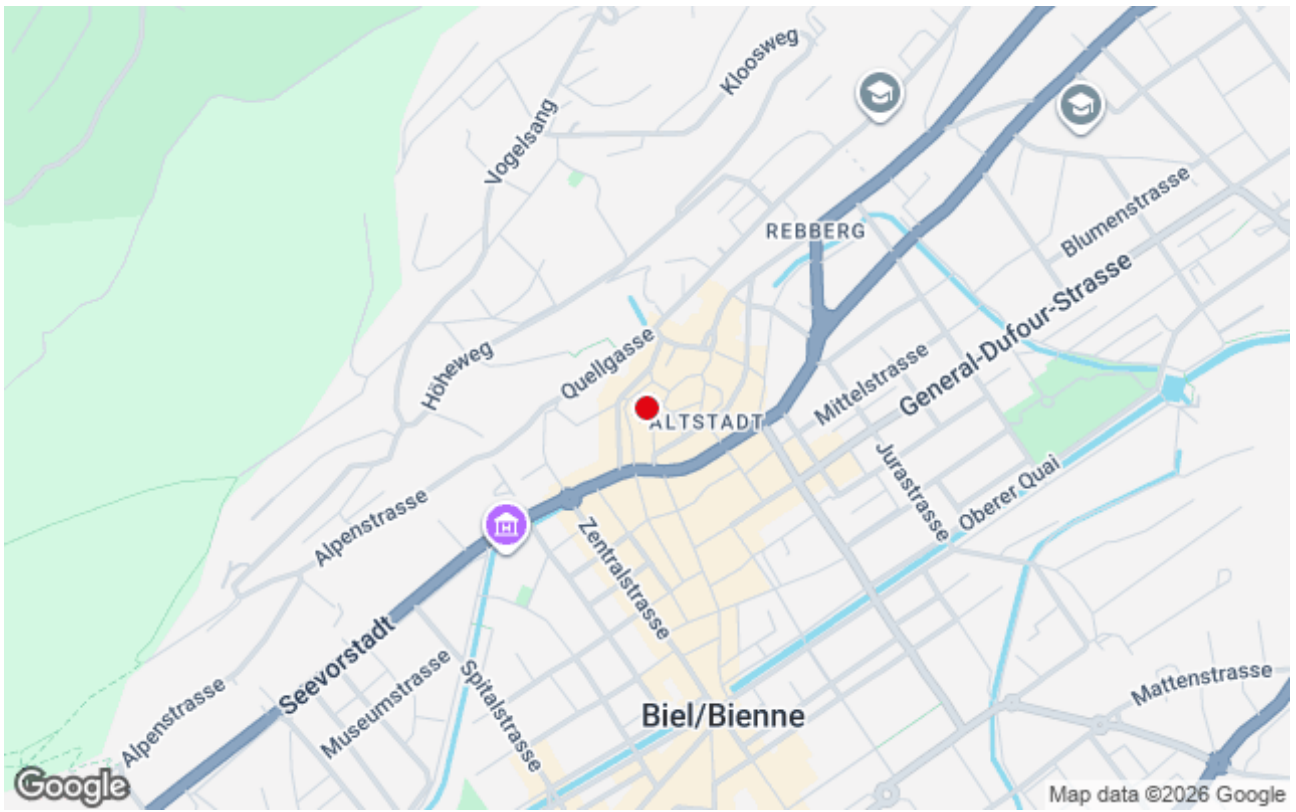 Kloosweg
Vogelsang
REBBERG
Blumenstrasse
General-Dufour-Strasse
Höheweg
Quellgasse
Mittelstrasse
ALTSTADT
Jurastrasse
Oberer Quai
Alpenstrasse
Zentralstrasse
Seevorstadt
Museumstrasse
Spitalstrasse
Alpenstrasse
Mattenstrasse
Biel/Bienne
H
Google
Map data ©2026 Google